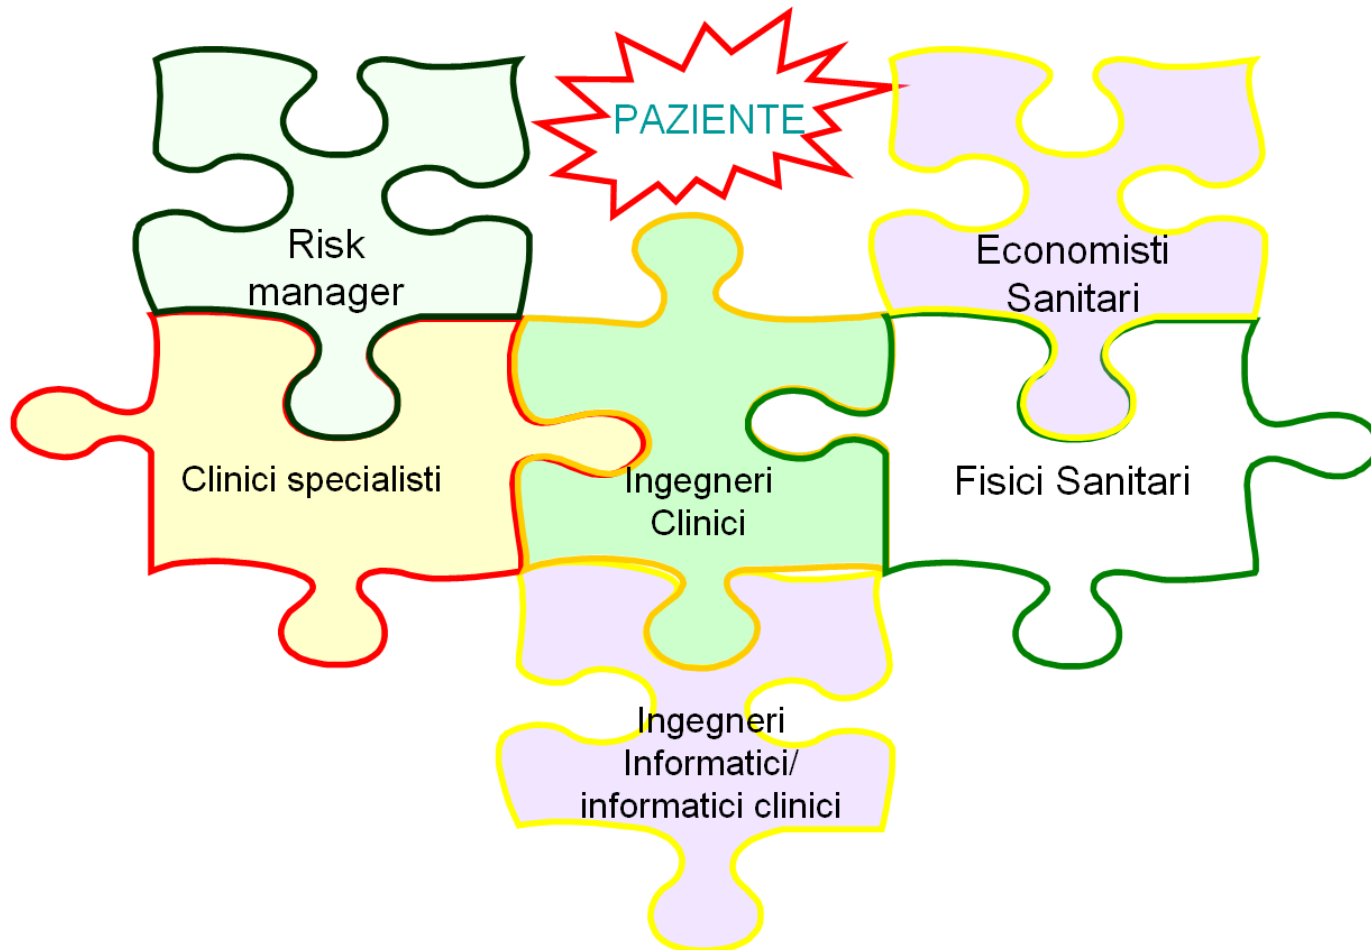 PAZIENTE
Risk
manager
Economisti
Sanitari
Clinici specialisti
Ingegneri
Clinici
Fisici Sanitari
Ingegneri
Informatici/
informatici clinici